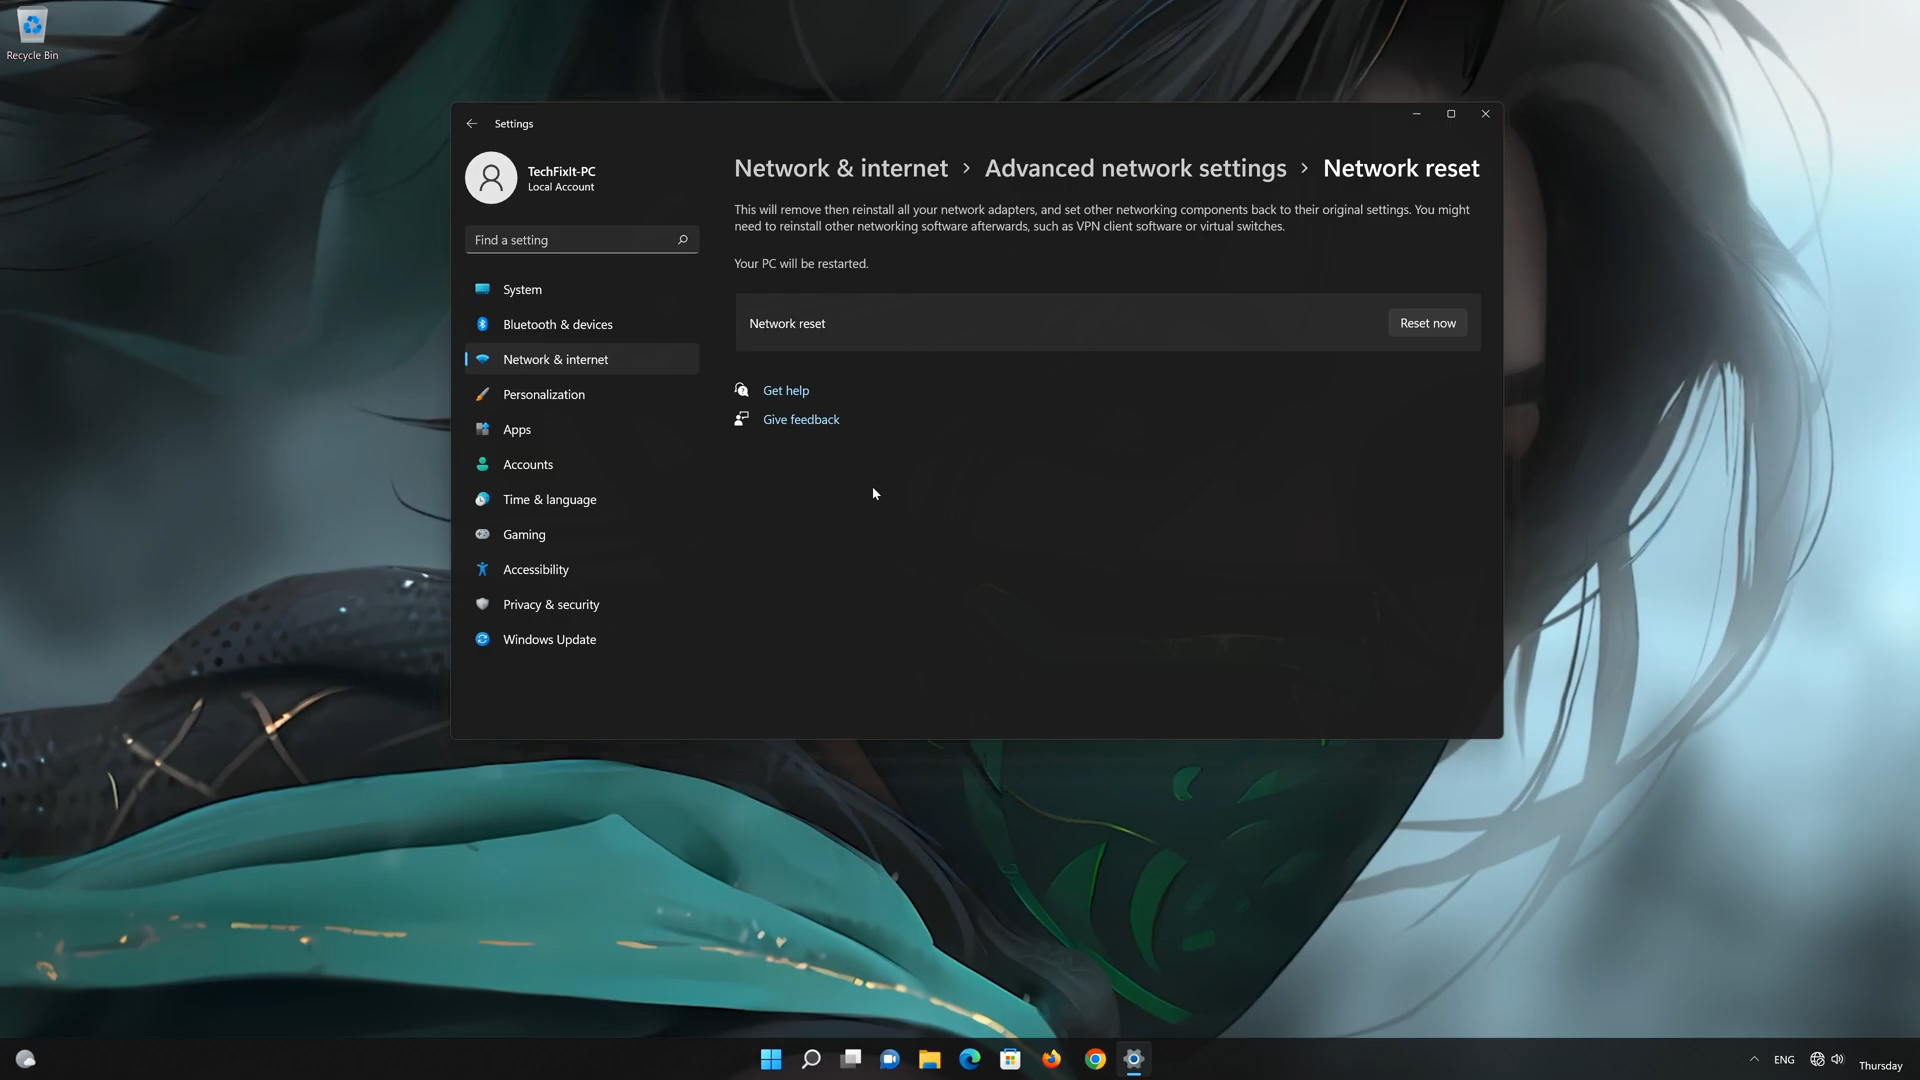 Recycle Bin
Settings
TechFixIt-PC
Local Account
Find a setting
System
Bluetooth & devices
Network & internet
Personalization
Apps
Accounts
Time & language
Gaming
Accessibility
Privacy & security
Windows Update
Network & internet > Advanced network settings > Network reset
This will remove then reinstall all your network adapters, and set other networking components back to their original settings. You might
need to reinstall other networking software afterwards, such as VPN client software or virtual switches.
Your PC will be restarted.
Network reset
Reset now
Get help
Give feedback
ENG
Thursday